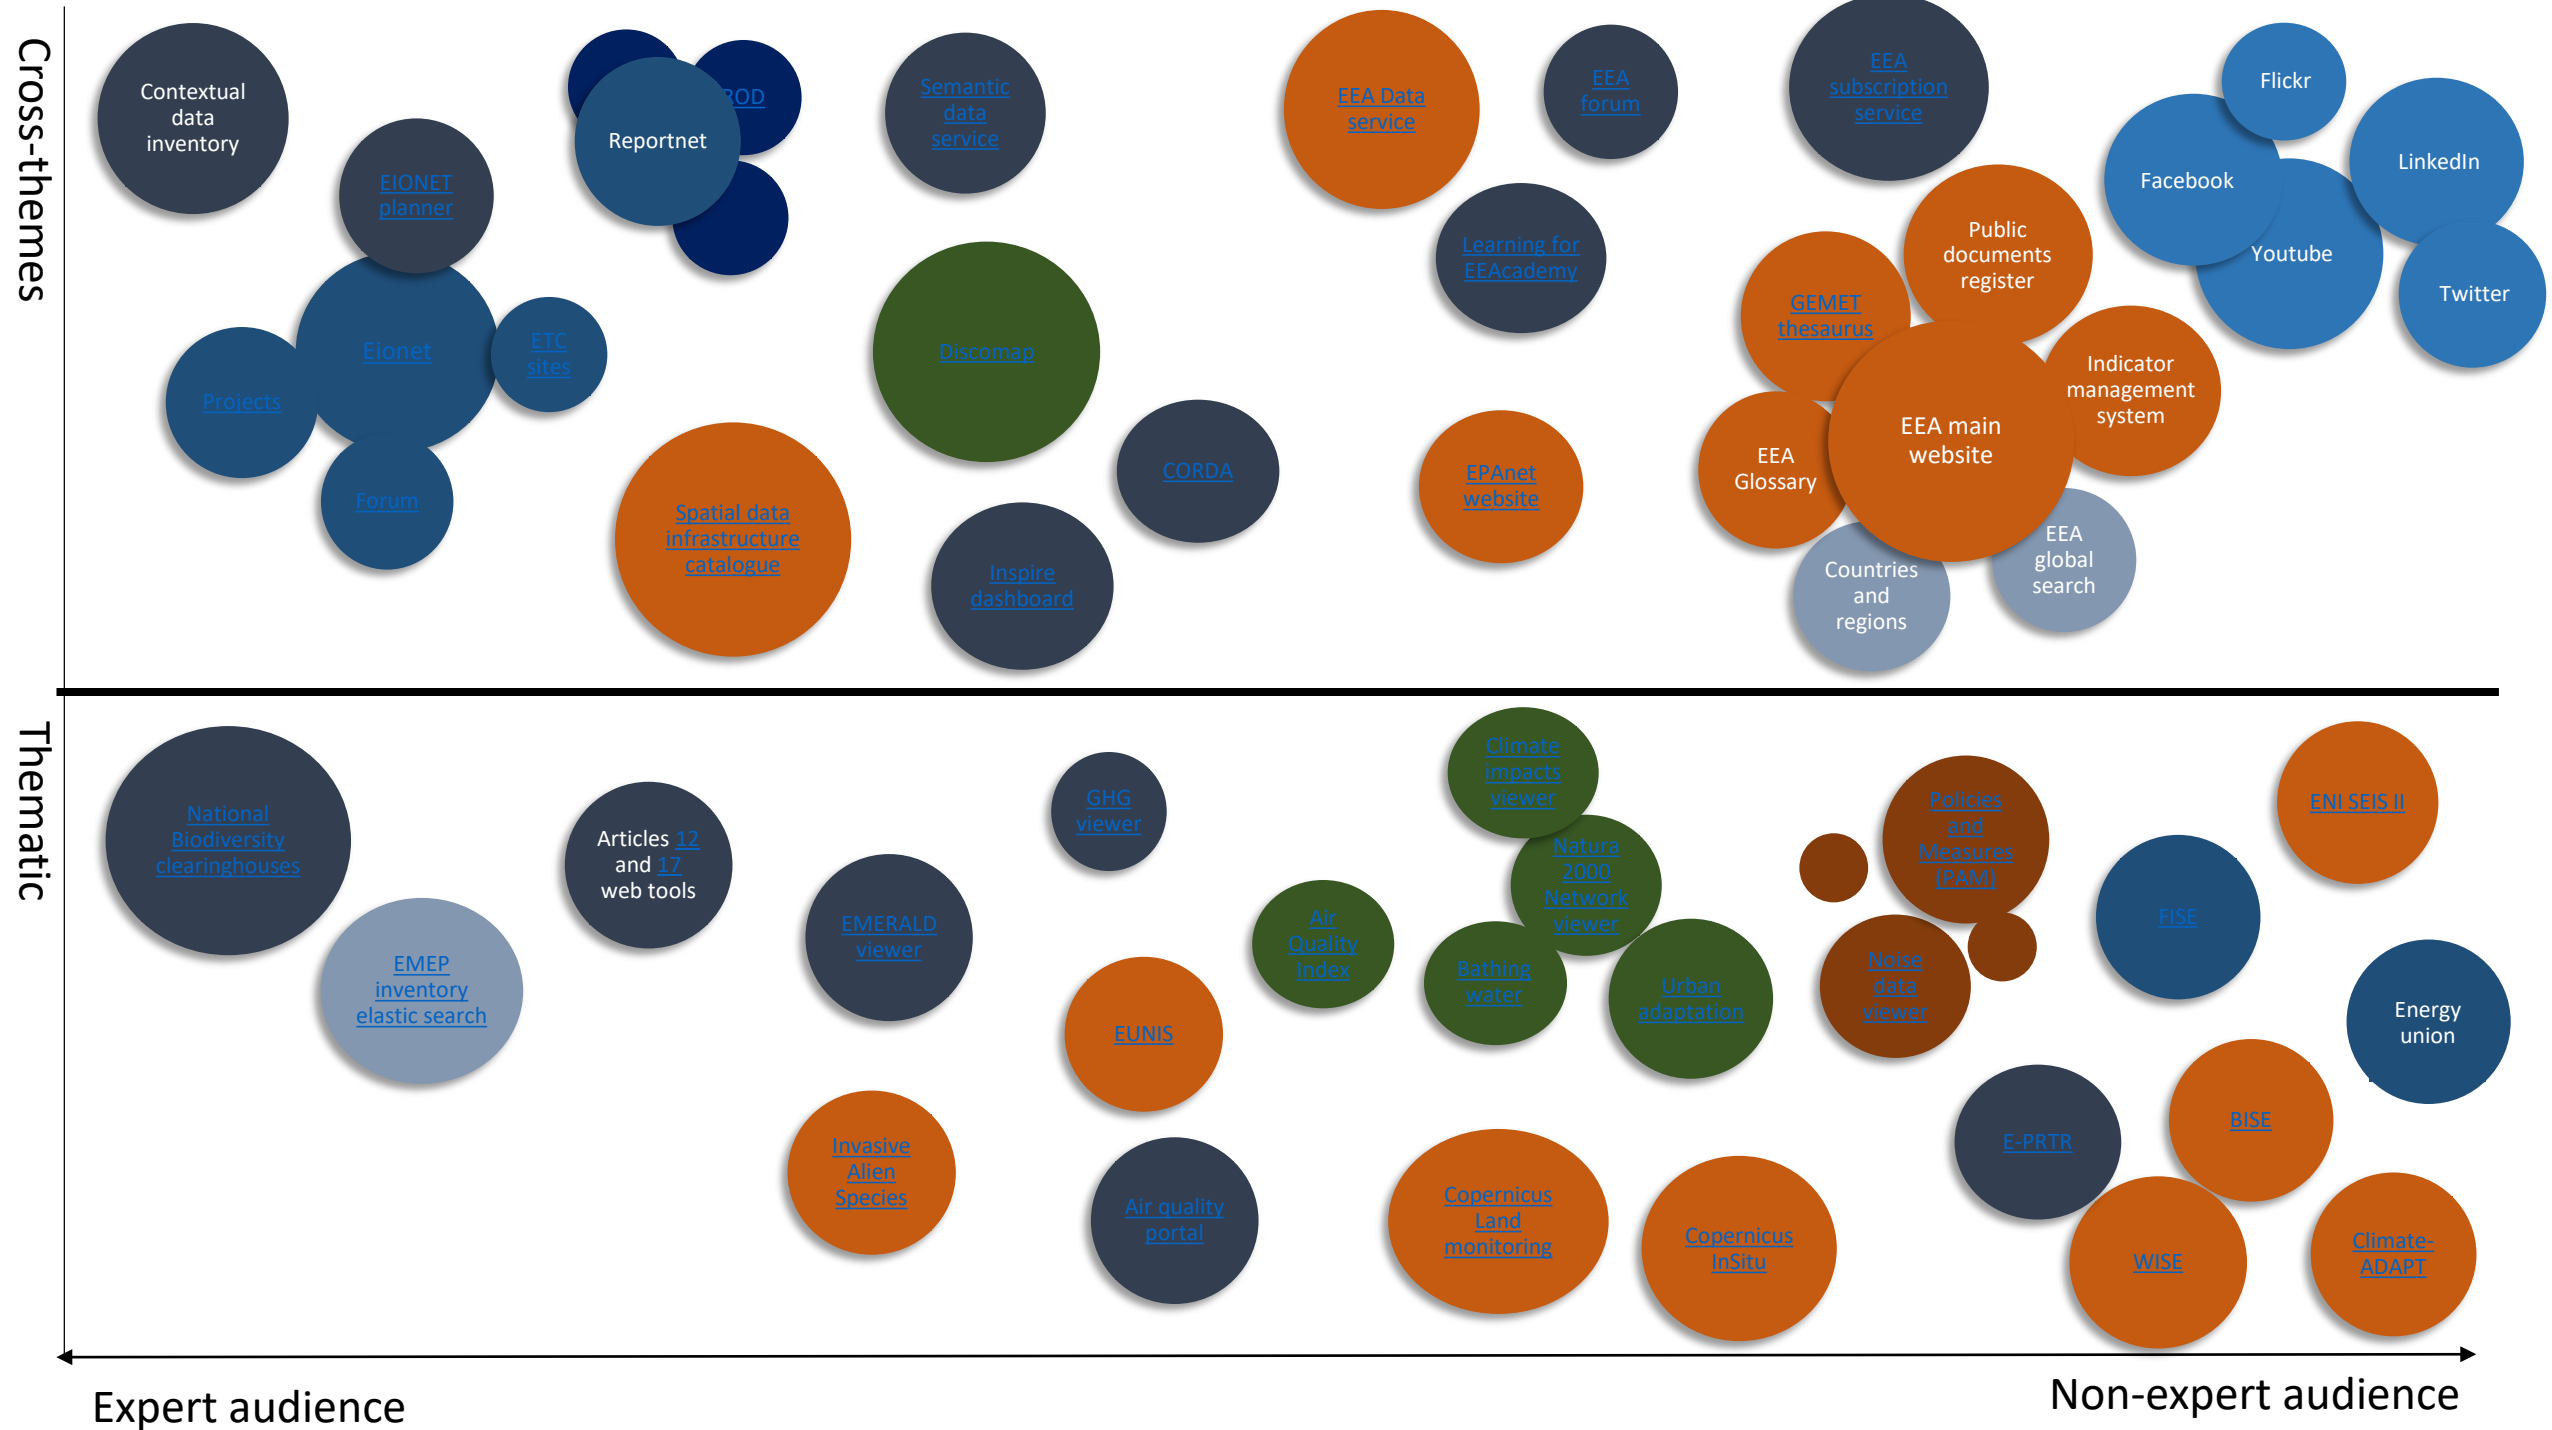 Cross-themes
Contextual
data
inventory
EIONET
planner
Eionet
Projects
ETC
sites
Forum
Reportnet
ROD
Semantic
data
service
Discomap
Spatial data
infrastructure
catalogue
CORDA
Inspire
dashboard
EEA Data
service
EEA
forum
Learning for
EEAcademy
EPAnet
website
EEA
subscription
service
Public
documents
register
GEMET
thesaurus
Indicator
management
system
EEA main
website
EEA
Glossary
Countries
and
regions
EEA
global
search
Flickr
Facebook
LinkedIn
Youtube
Twitter
Thematic
National
Biodiversity
clearinghouses
EMEP
inventory
elastic search
Articles 12
and 17
web tools
EMERALD
viewer
GHG
viewer
EUNIS
Invasive
Alien
Species
Air quality
portal
Climate
impacts
viewer
Natura
2000
Network
viewer
Air
Quality
Index
Bathing
water
Urban
adaptation
Copernicus
Land
monitoring
Copernicus
InSitu
Policies
and
Measures
(PAM)
Noise
data
viewer
ENI SEIS II
FISE
Energy
union
E-PRTR
BISE
WISE
Climate-
ADAPT
Expert audience
Non-expert audience